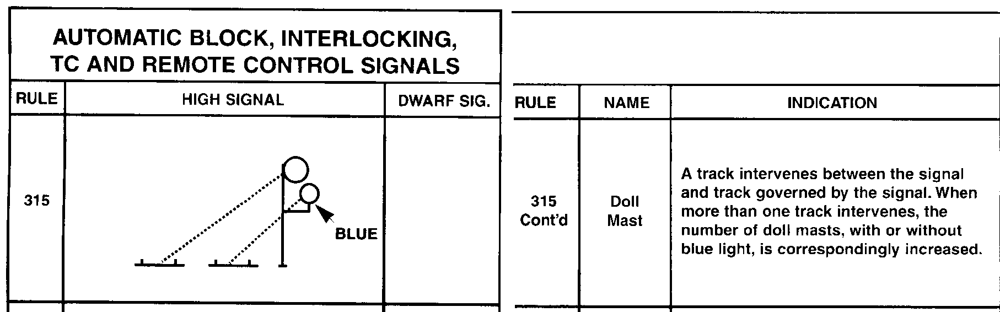 AUTOMATIC BLOCK, INTERLOCKING,
TC AND REMOTE CONTROL SIGNALS
RULE HIGH SIGNAL DWARF SIG.
315
BLUE
RULE NAME INDICATION
315
Cont'd
Doll
Mast
A track intervenes between the signal
and track governed by the signal. When
more than one track intervenes, the
number of doll masts, with or without
blue light, is correspondingly increased.